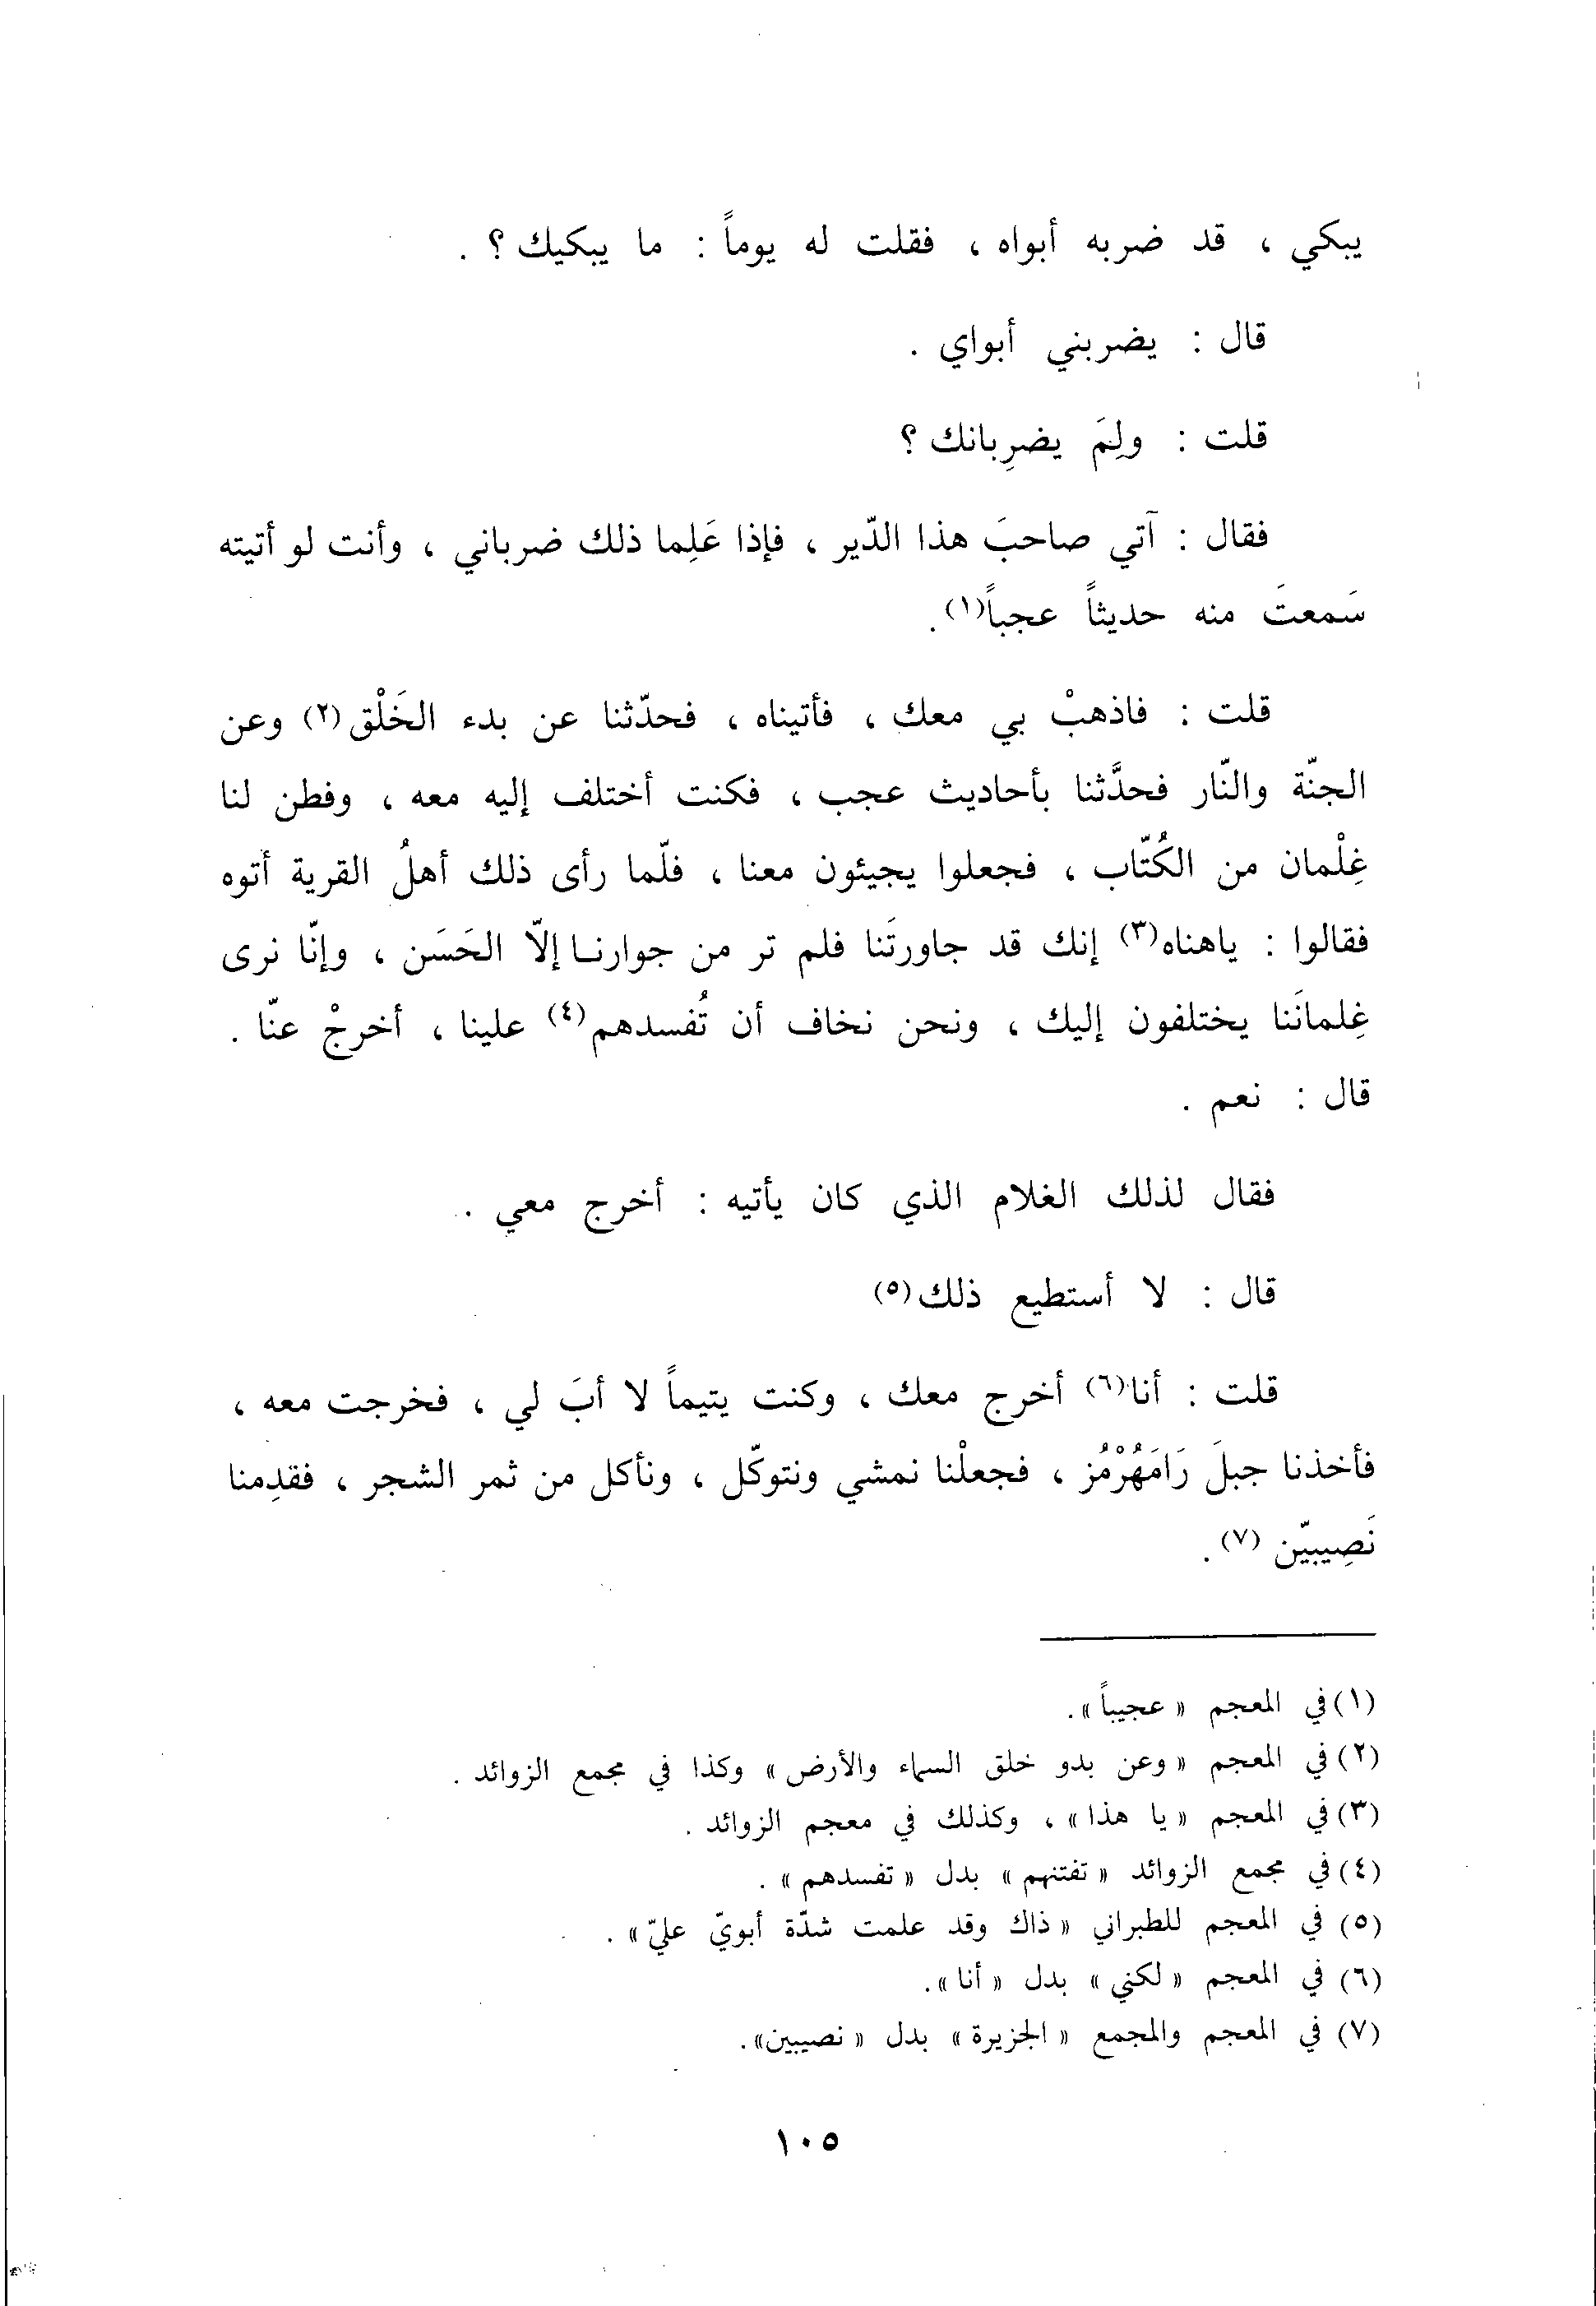 يبكي ، قد ضربه أبواه ، فقلت له يوماً : ما يبكيك ؟ .
قال : يضربني أبواي .
قلت : ولِمَ يضرِبانك ؟
فقال : آتي صاحبَ هذا الدّير ، فإذا عَلِما ذلك ضرباني ، وأنت لو أتيته
سَمعتَ منه حديثاً عجباً(١).
قلت : فاذهبْ بي معك ، فأتيناه ، فحدّثنا عن بدء الخَلْق(٢) وعن
الجنّة والنّار فحدَّثنا بأحاديث عجب ، فكنت أختلف إليه معه ، وفطن لنا
غِلْمان من الكُتّاب ، فجعلوا يجيئون معنا ، فلّما رأى ذلك أهلُ القرية أتوه
فقالوا : ياهناه(٣) إنك قد جاورتَنا فلم تر من جوارنـا إلاّ الحَسَن ، وإنّا نرى
غِلمانَنا يختلفون إليك ، ونحن نخاف أن تُفسدهم(٤) علينا ، أخرجْ عنّا .
قال : نعم .
فقال لذلك الغلام الذي كان يأتيه : أخرج معي .
قال : لا أستطيع ذلك(٥)
قلت : أنا(٦) أخرج معك ، وكنت يتيماً لا أبَ لي ، فخرجت معه ،
فأخذنا جبلَ رَامَهُرْمُز ، فجعلْنا نمشي ونتوكّل ، ونأكل من ثمر الشجر ، فقدِمنا
نَصِيبيّن (٧).
(١) في المعجم « عجيباً ».
(٢) في المعجم « وعن بدو خلق السماء والأرض » وكذا في مجمع الزوائد .
(٣) في المعجم « يا هذا » ، وكذلك في معجم الزوائد .
(٤) في مجمع الزوائد « تفتنهم » بدل « تفسدهم » .
(٥) في المعجم للطبراني « ذاك وقد علمت شدّة أبويّ عليّ » .
(٦) في المعجم « لكني » بدل « أنا ».
(٧) في المعجم والمجمع « الجزيرة » بدل « نصيبين».
١٠٥